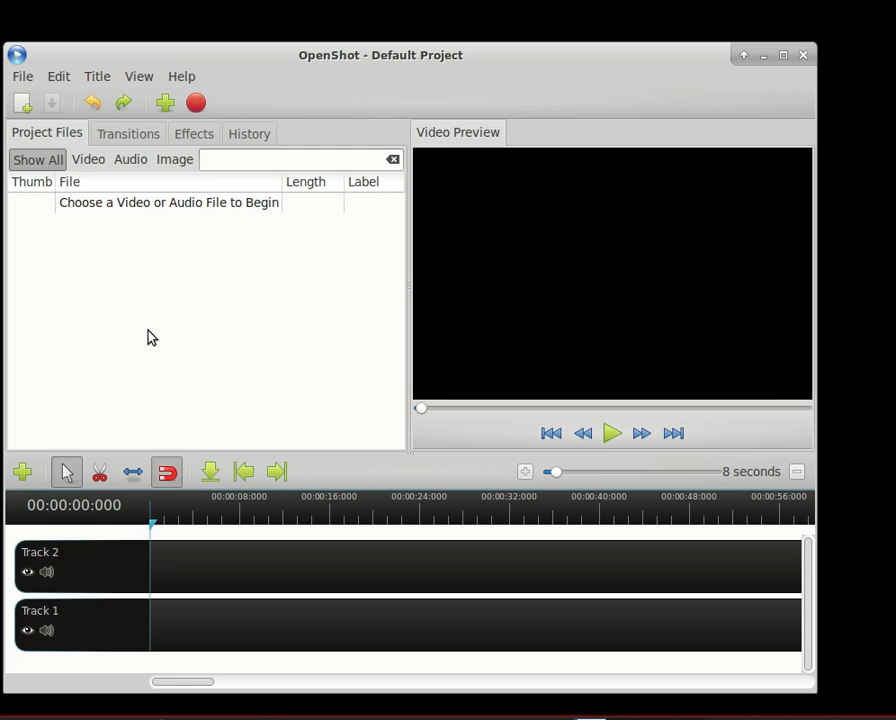 OpenShot - Default Project
File Edit Title View Help
Project Files Transitions Effects History
Video Preview
Show All Video Audio Image
Thumb File Length Label
Choose a Video or Audio File to Begin
8 seconds
00:00:00:000
00:00:08:000 00:00:16:000 00:00:24:000 00:00:32:000 00:00:40:000 00:00:48:000 00:00:56:000
Track 2
Track 1